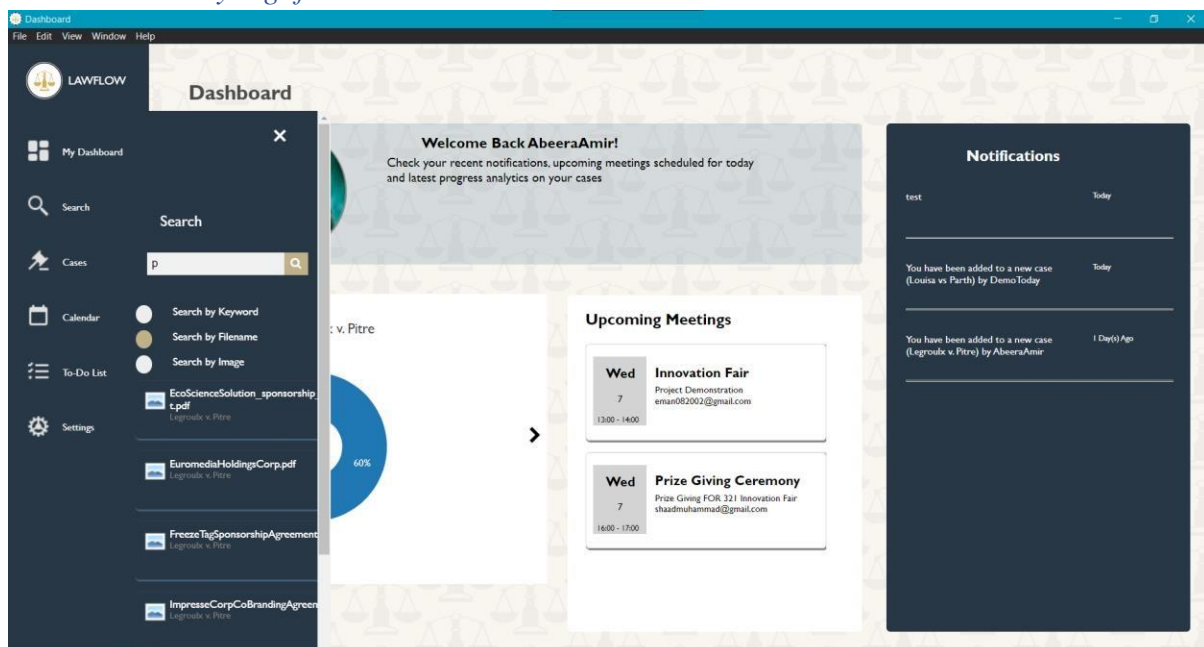 Dashboard
File Edit View Window Help
LAWFLOW
Dashboard
My Dashboard
Search
Cases
Calendar
To-Do List
Settings
Search
p
Search by Keyword
Search by Filename
Search by Image
EcoScienceSolution_sponsorship_
t.pdf
Legroulx v. Pitre
EuromediaHoldingsCorp.pdf
Legroulx v. Pitre
FreezeTagSponsorshipAgreement
Legroulx v. Pitre
ImpresseCorpCoBrandingAgreen
Legroulx v. Pitre
Welcome Back AbeeraAmir!
Check your recent notifications, upcoming meetings scheduled for today
and latest progress analytics on your cases
v. Pitre
60%
Upcoming Meetings
Wed
7
13:00 - 14:00
Innovation Fair
Project Demonstration
eman082002@gmail.com
Wed
7
16:00 - 17:00
Prize Giving Ceremony
Prize Giving FOR 321 Innovation Fair
shaadmuhammad@gmail.com
Notifications
test Today
You have been added to a new case Today
(Louisa vs Parth) by DemoToday
You have been added to a new case 1 Day(s) Ago
(Legroulx v. Pitre) by AbeeraAmir